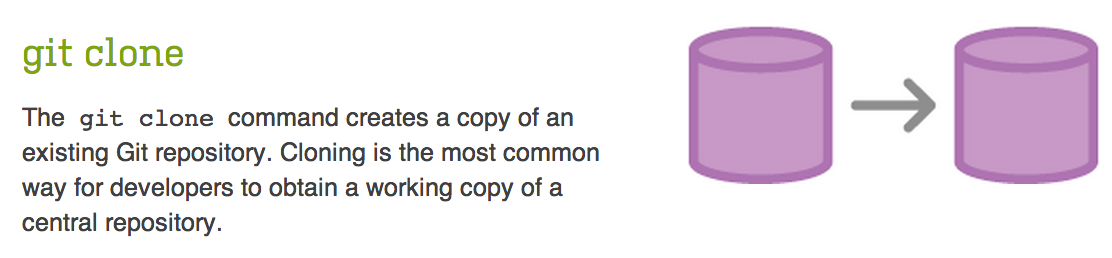 git clone
The git clone command creates a copy of an
existing Git repository. Cloning is the most common
way for developers to obtain a working copy of a
central repository.